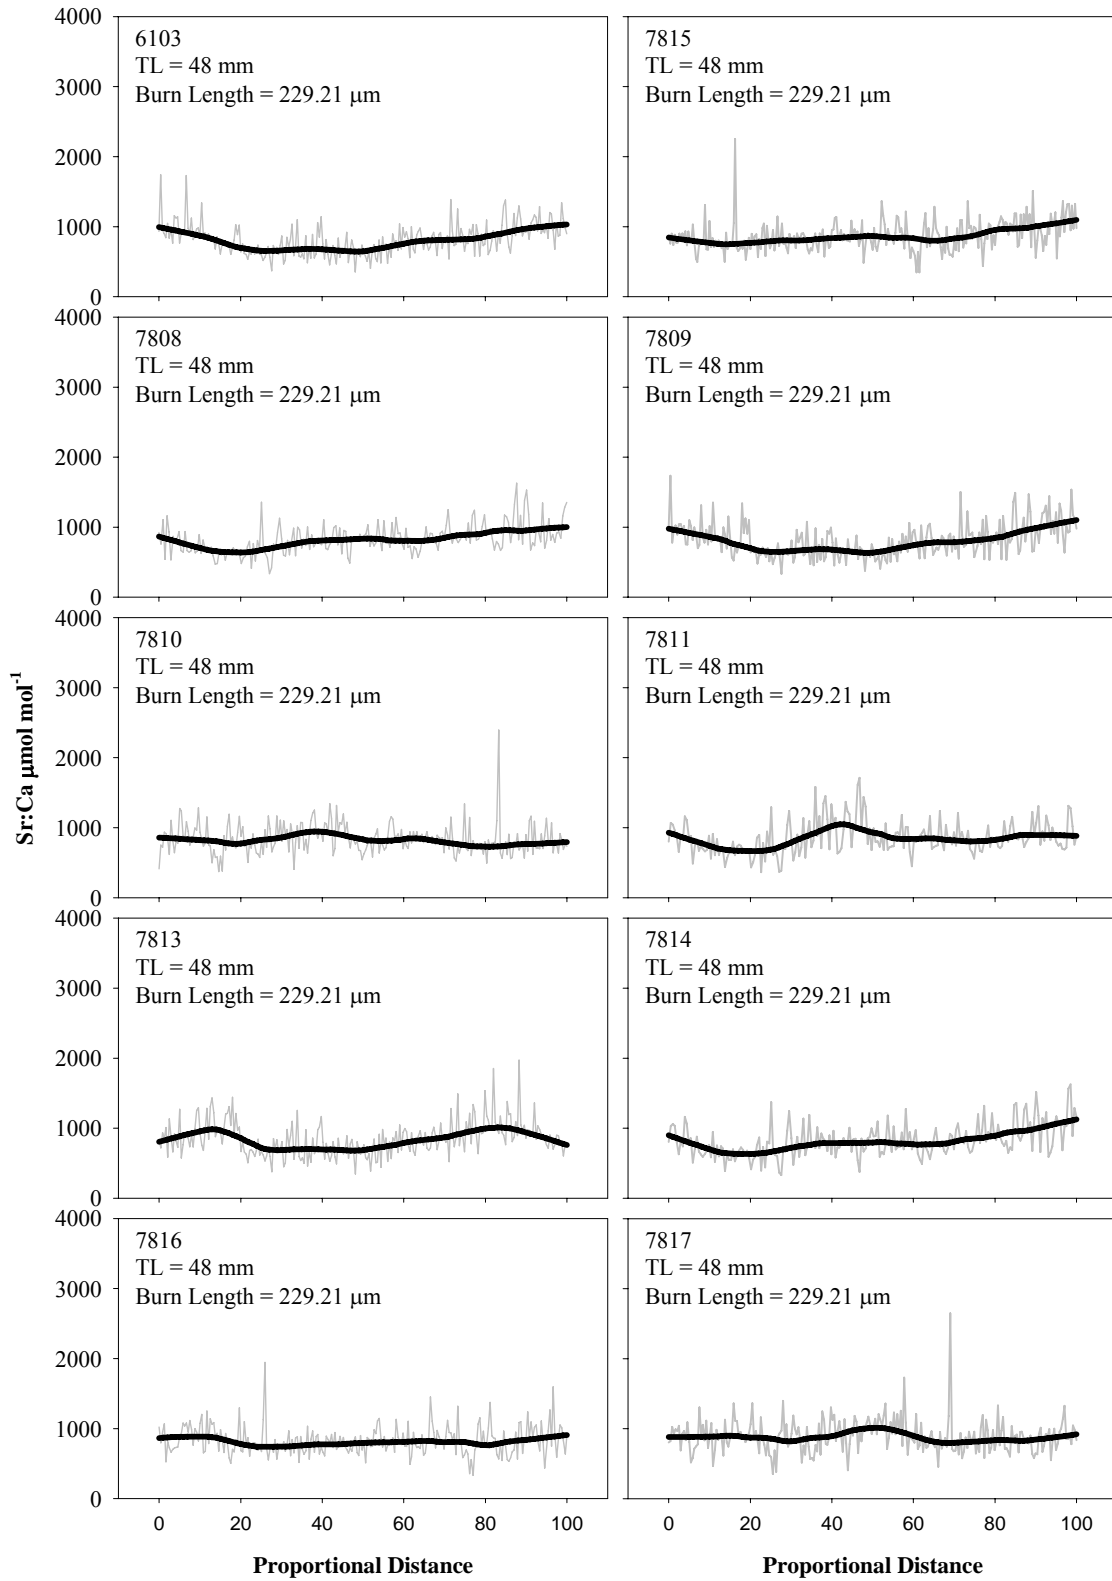 4000
3000
2000
1000
0
6103
TL = 48 mm
Burn Length = 229.21 μm
7815
TL = 48 mm
Burn Length = 229.21 μm
4000
3000
2000
1000
0
7808
TL = 48 mm
Burn Length = 229.21 μm
7809
TL = 48 mm
Burn Length = 229.21 μm
Sr:Ca μmol mol⁻¹
4000
3000
2000
1000
0
7810
TL = 48 mm
Burn Length = 229.21 μm
7811
TL = 48 mm
Burn Length = 229.21 μm
4000
3000
2000
1000
0
7813
TL = 48 mm
Burn Length = 229.21 μm
7814
TL = 48 mm
Burn Length = 229.21 μm
4000
3000
2000
1000
0
7816
TL = 48 mm
Burn Length = 229.21 μm
7817
TL = 48 mm
Burn Length = 229.21 μm
0 20 40 60 80 100
0 20 40 60 80 100
Proportional Distance
Proportional Distance